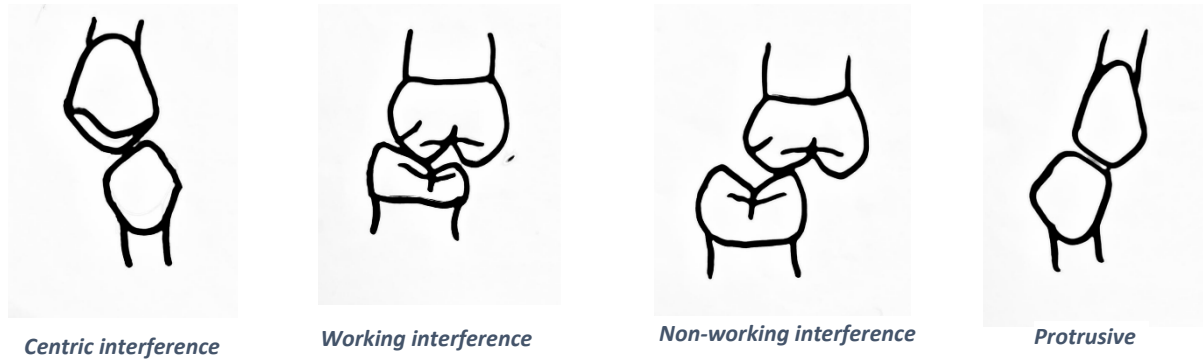 Centric interference
Working interference
Non-working interference
Protrusive